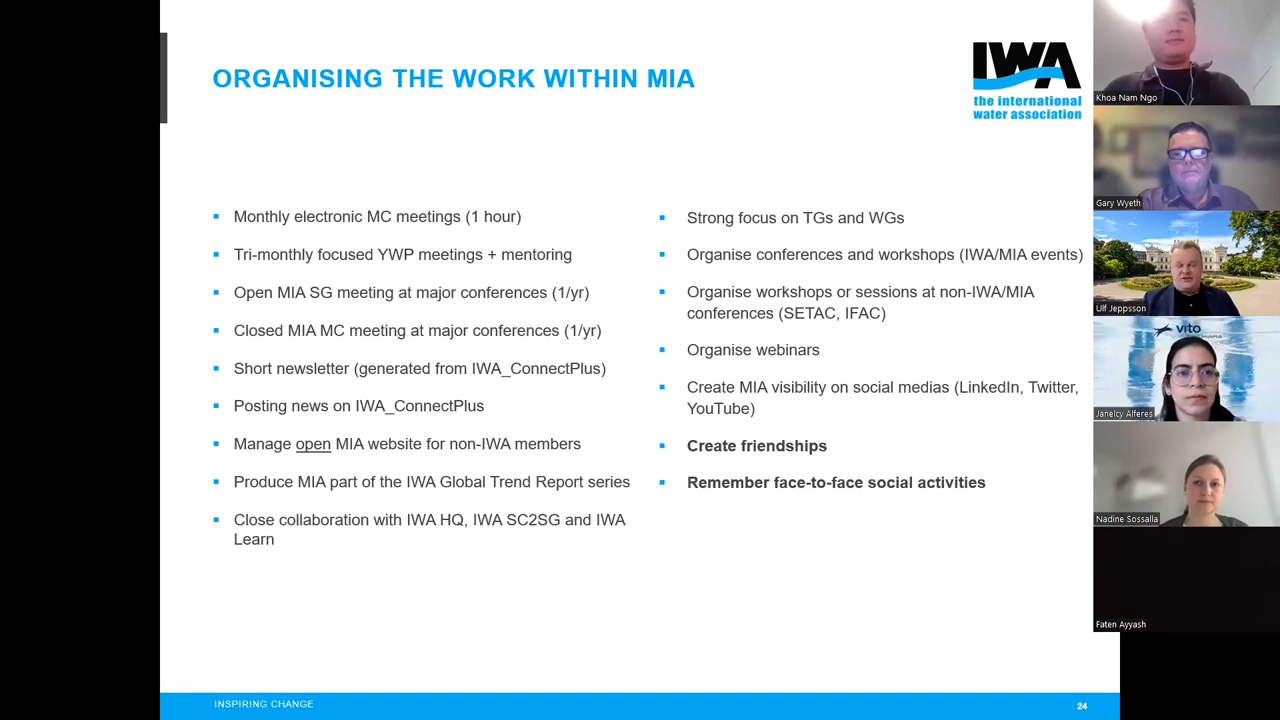 ORGANISING THE WORK WITHIN MIA
IWA
the international
water association
Monthly electronic MC meetings (1 hour)
Tri-monthly focused YWP meetings + mentoring
Open MIA SG meeting at major conferences (1/yr)
Closed MIA MC meeting at major conferences (1/yr)
Short newsletter (generated from IWA_ConnectPlus)
Posting news on IWA_ConnectPlus
Manage open MIA website for non-IWA members
Produce MIA part of the IWA Global Trend Report series
Close collaboration with IWA HQ, IWA SC2SG and IWA
Learn
Strong focus on TGs and WGs
Organise conferences and workshops (IWA/MIA events)
Organise workshops or sessions at non-IWA/MIA
conferences (SETAC, IFAC)
Organise webinars
Create MIA visibility on social medias (LinkedIn, Twitter,
YouTube)
Create friendships
Remember face-to-face social activities
INSPIRING CHANGE
24
Khoa Nam Ngo
Gary Wyeth
Ulf Jeppsson
vito
Janelcy Alferes
Nadine Sossalla
Faten Ayyash